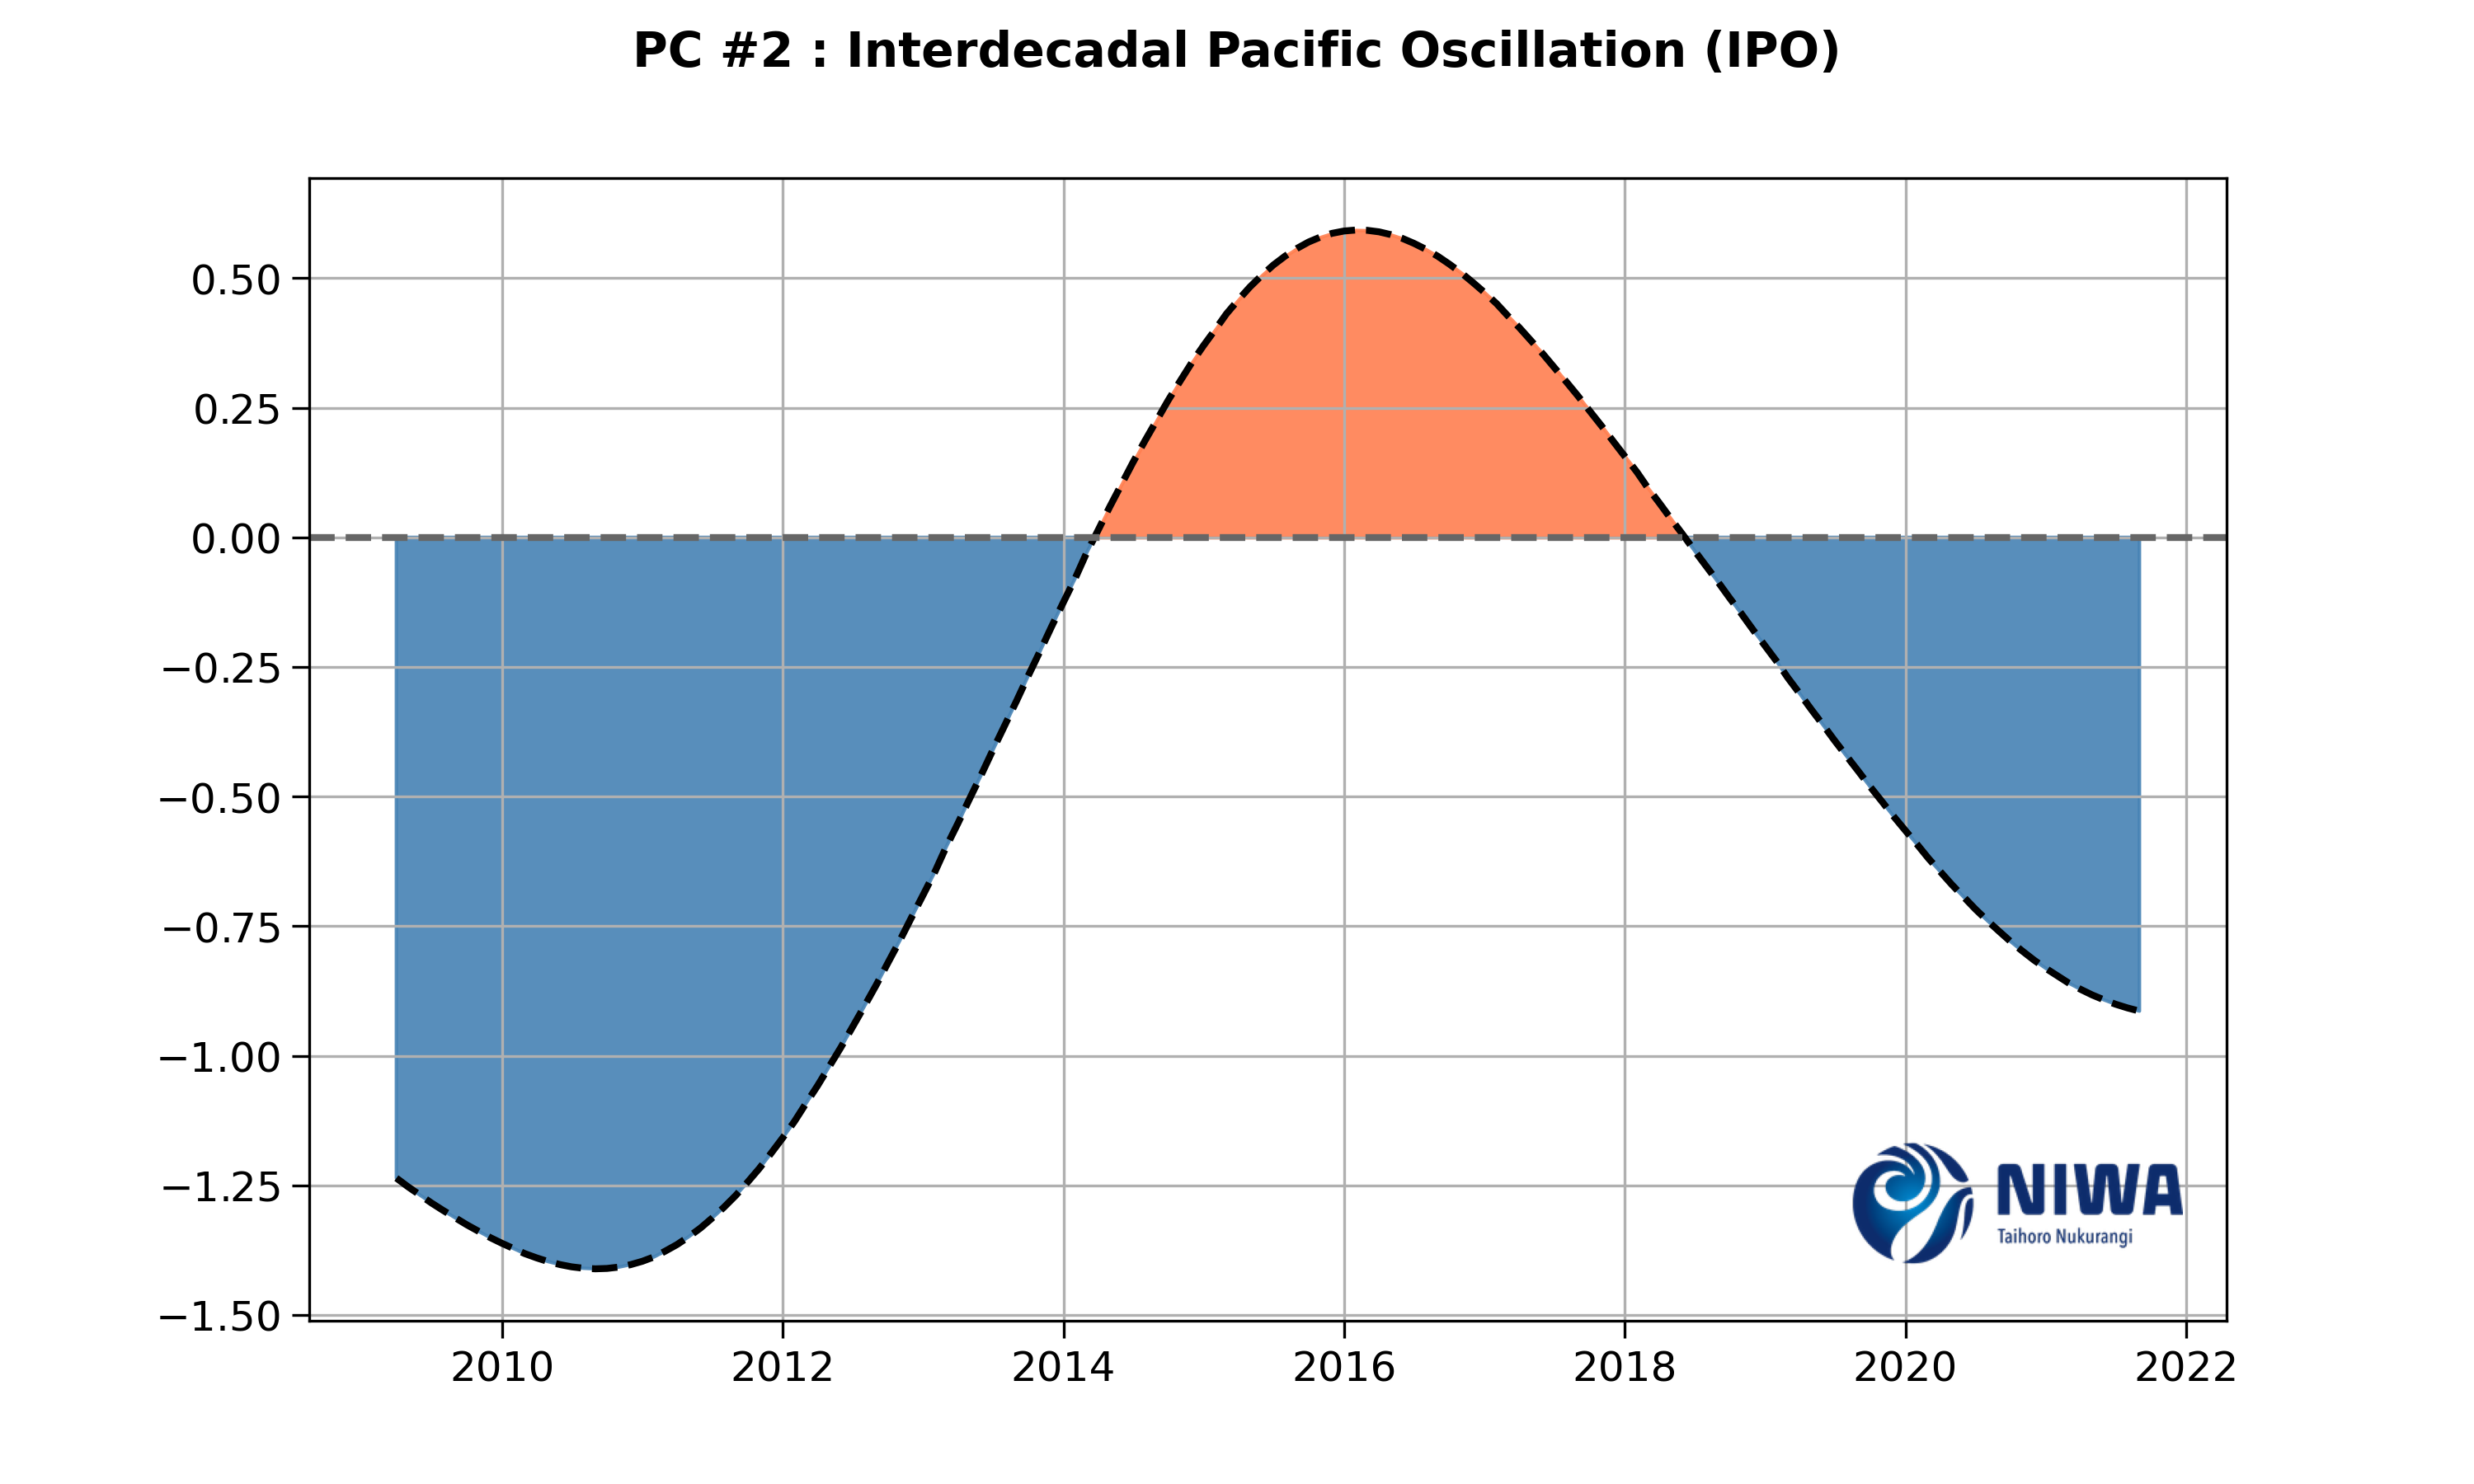 PC #2 : Interdecadal Pacific Oscillation (IPO)
0.50
0.25
0.00
−0.25
−0.50
−0.75
−1.00
−1.25
−1.50
NIWA
Taihoro Nukurangi
2010 2012 2014 2016 2018 2020 2022